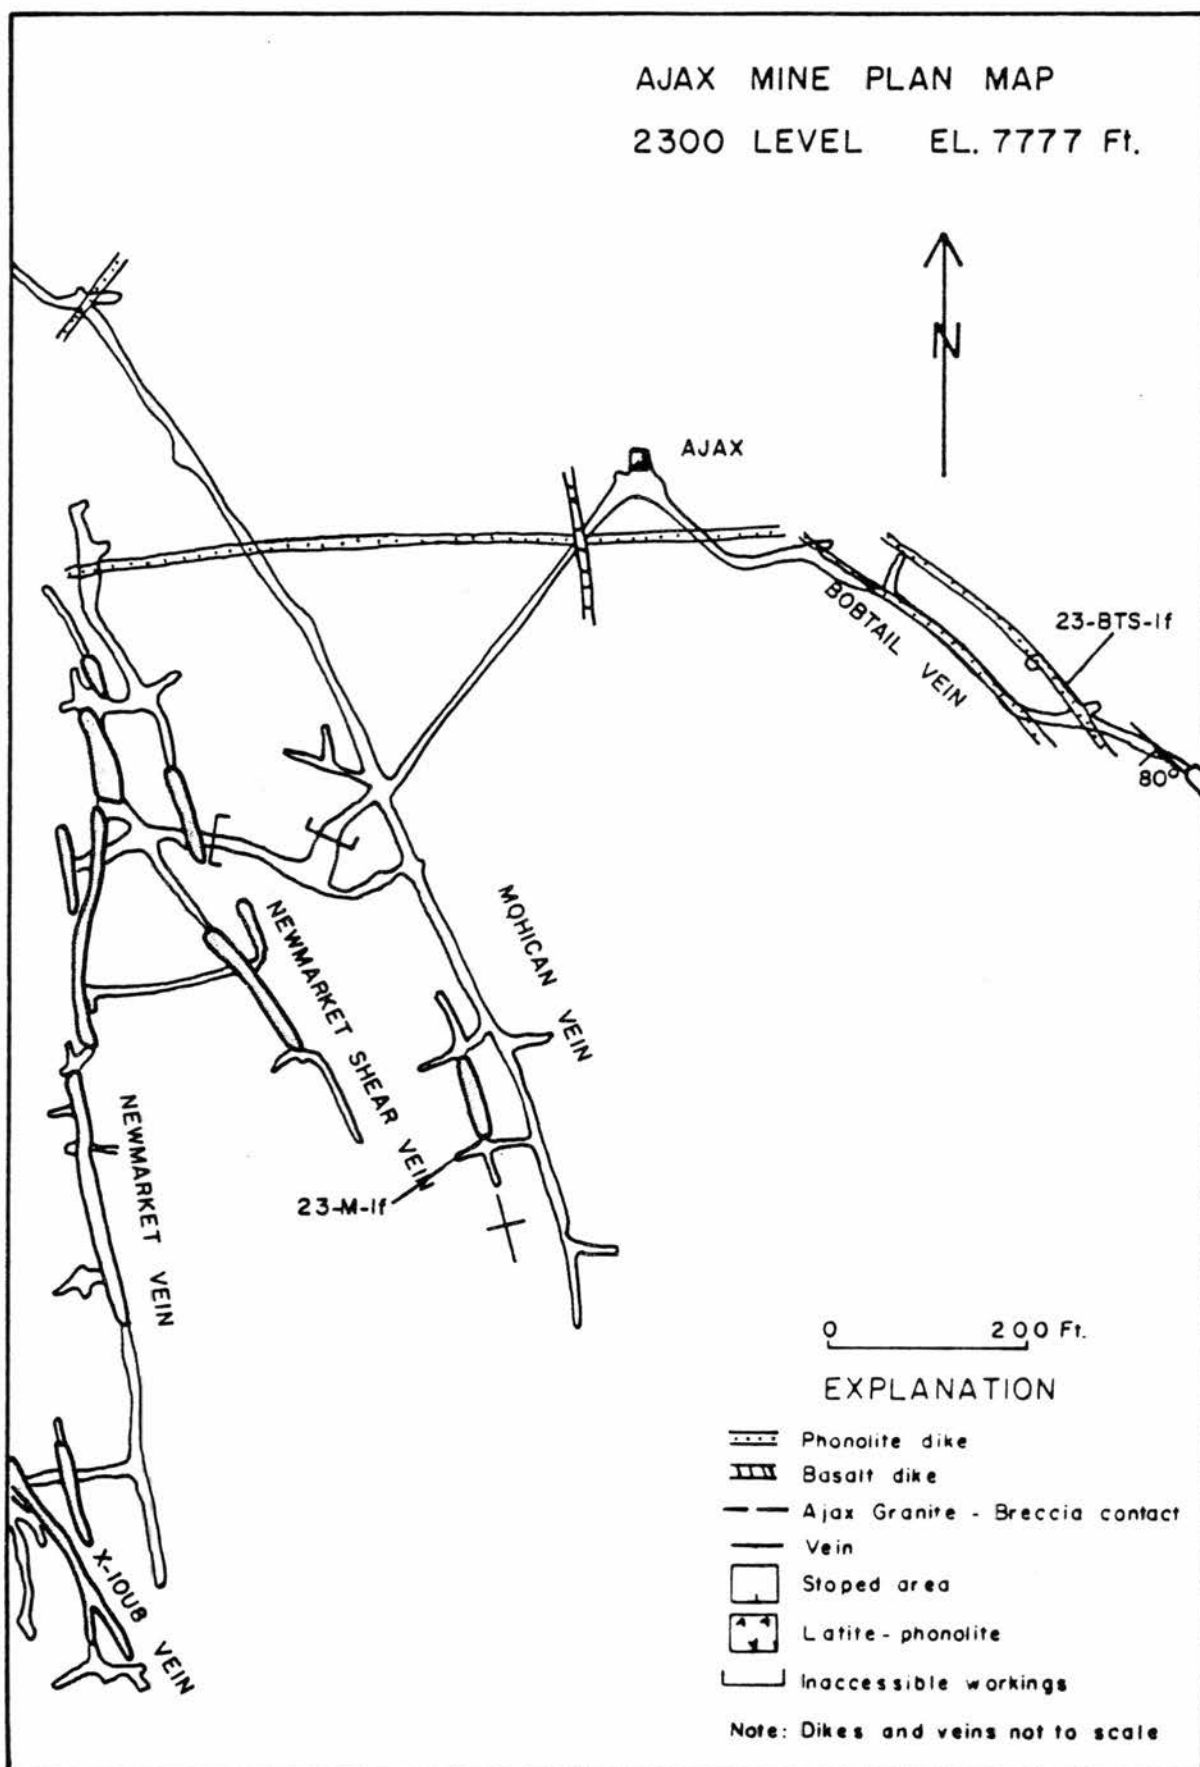 AJAX MINE PLAN MAP
2300 LEVEL EL. 7777 Ft.
N
AJAX
BOBTAIL VEIN
23-BTS-1f
80°
MOHICAN VEIN
NEWMARKET SHEAR VEIN
NEWMARKET VEIN
23-M-1f
X-10U8 VEIN
0 200 Ft.
EXPLANATION
Phonolite dike
Basalt dike
Ajax Granite - Breccia contact
Vein
Stoped area
Latite - phonolite
Inaccessible workings
Note: Dikes and veins not to scale